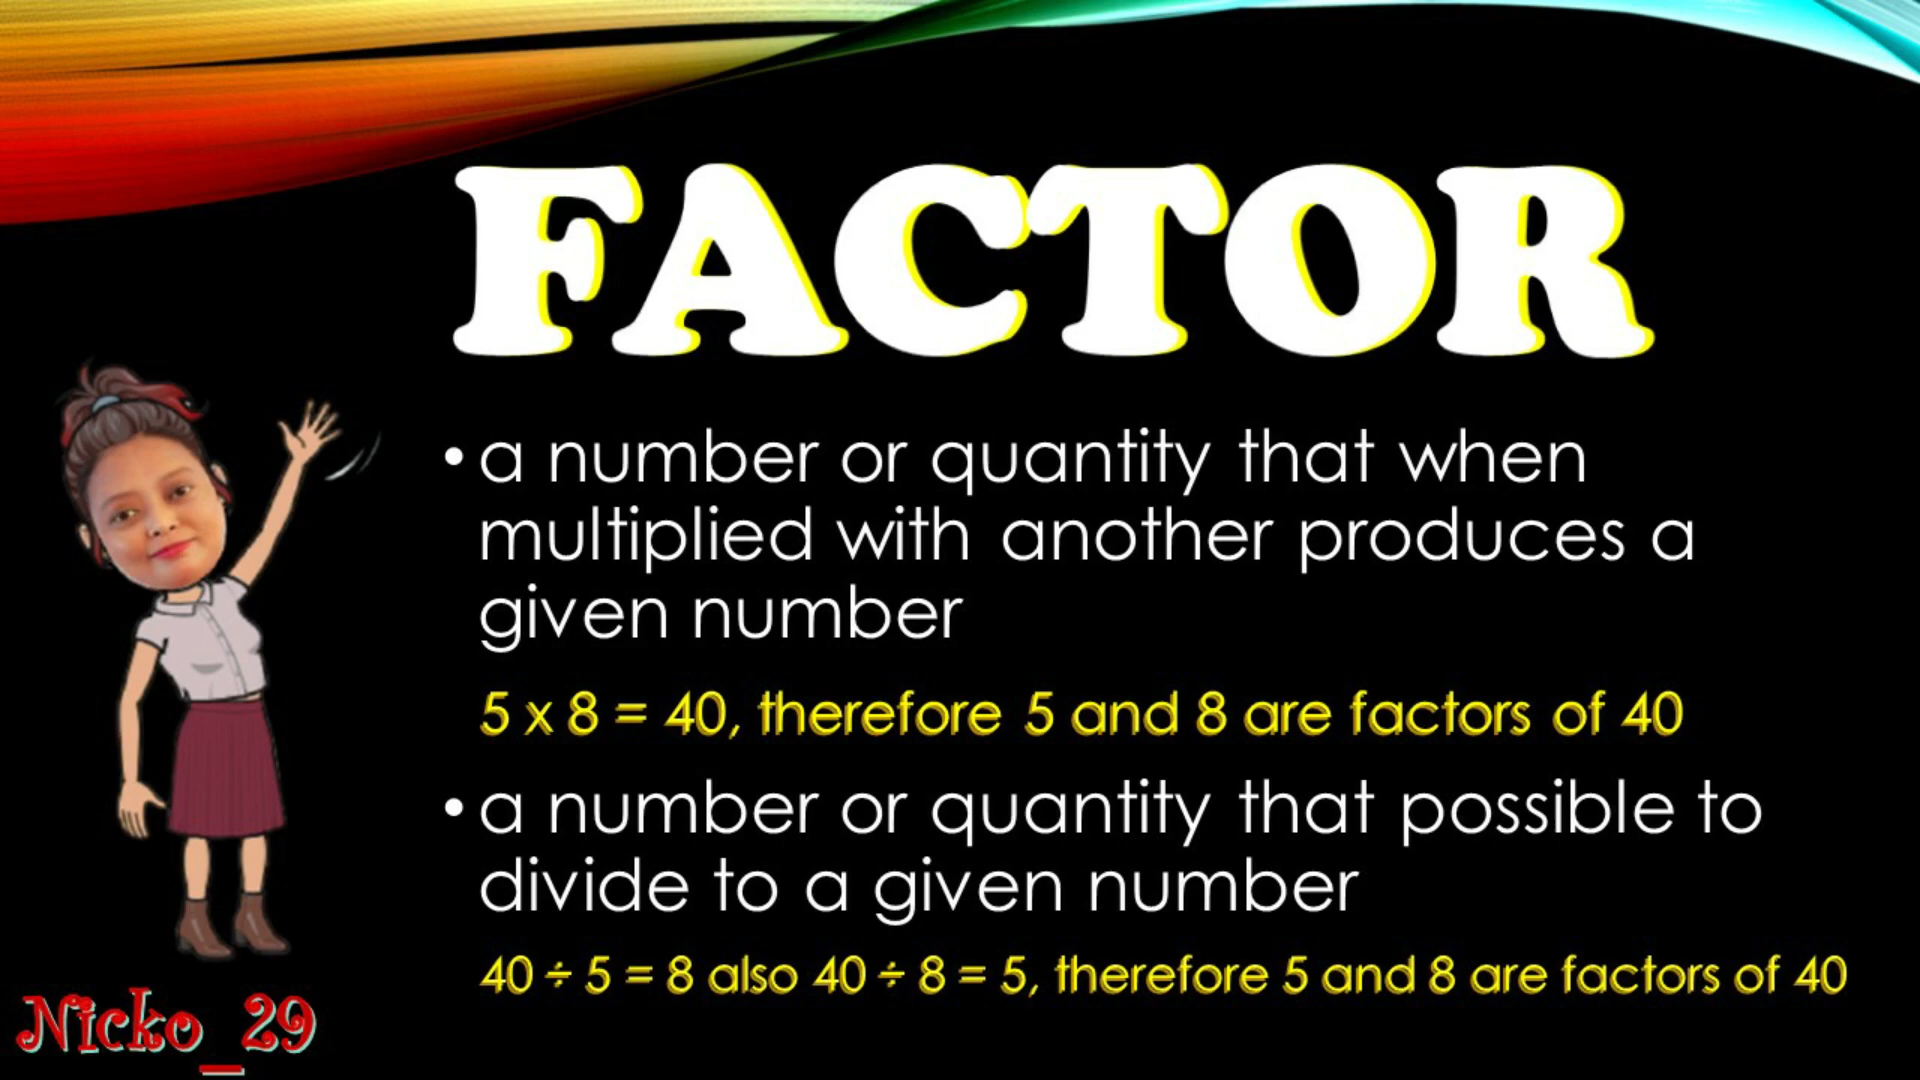 FACTOR
• a number or quantity that when
multiplied with another produces a
given number
5 x 8 = 40, therefore 5 and 8 are factors of 40
• a number or quantity that possible to
divide to a given number
40 ÷ 5 = 8 also 40 ÷ 8 = 5, therefore 5 and 8 are factors of 40
Nicko_29